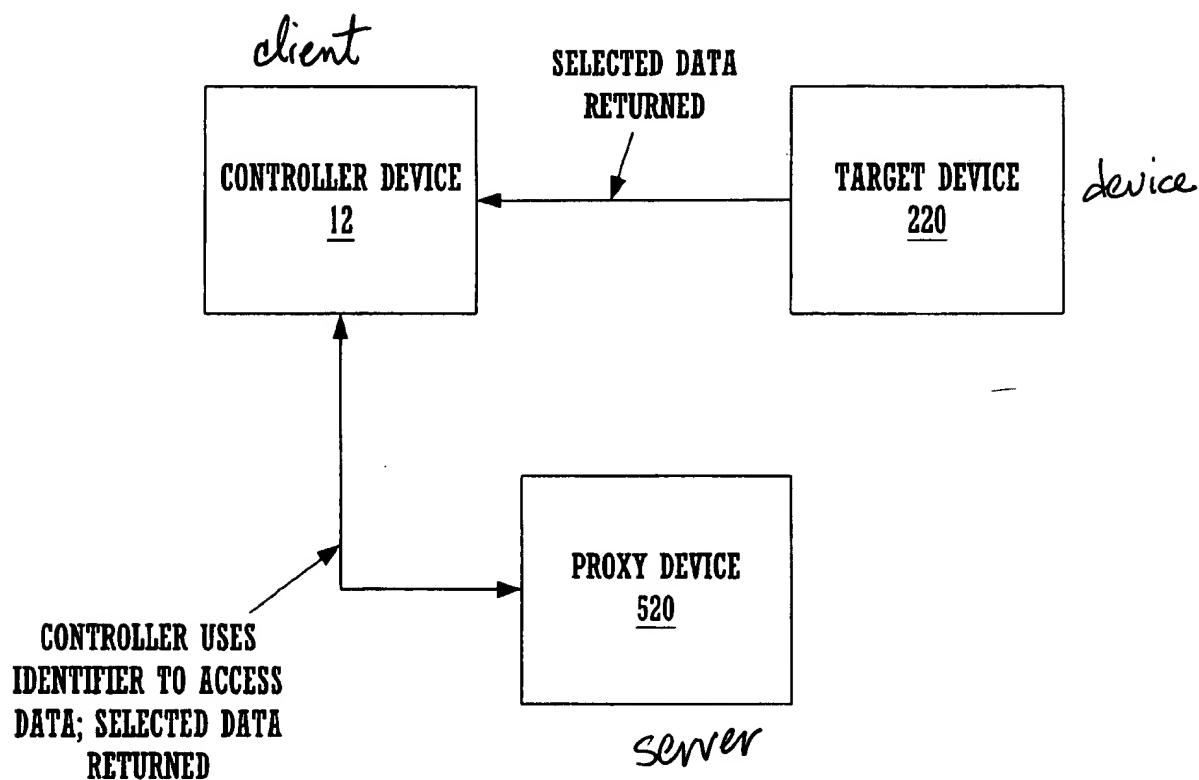 client
SELECTED DATA
RETURNED
CONTROLLER DEVICE
12
TARGET DEVICE
220
device
PROXY DEVICE
520
CONTROLLER USES
IDENTIFIER TO ACCESS
DATA; SELECTED DATA
RETURNED
server